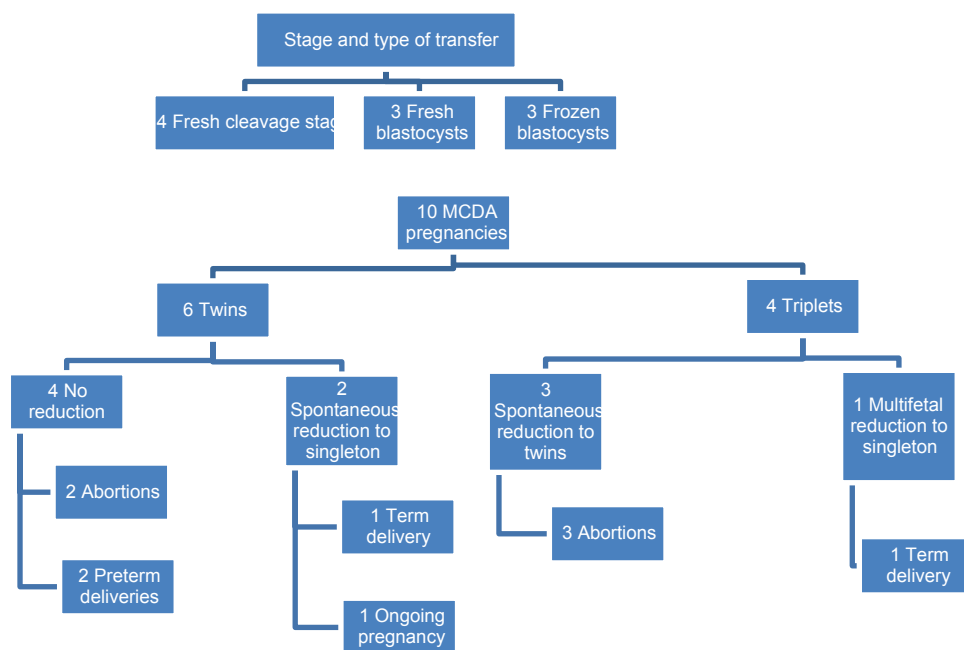 Stage and type of transfer
4 Fresh cleavage stag
3 Fresh
blastocysts
3 Frozen
blastocysts
10 MCDA
pregnancies
6 Twins
4 Triplets
4 No
reduction
2
Spontaneous
reduction to
singleton
3
Spontaneous
reduction to
twins
1 Multifetal
reduction to
singleton
2 Abortions
1 Term
delivery
3 Abortions
1 Term
delivery
2 Preterm
deliveries
1 Ongoing
pregnancy